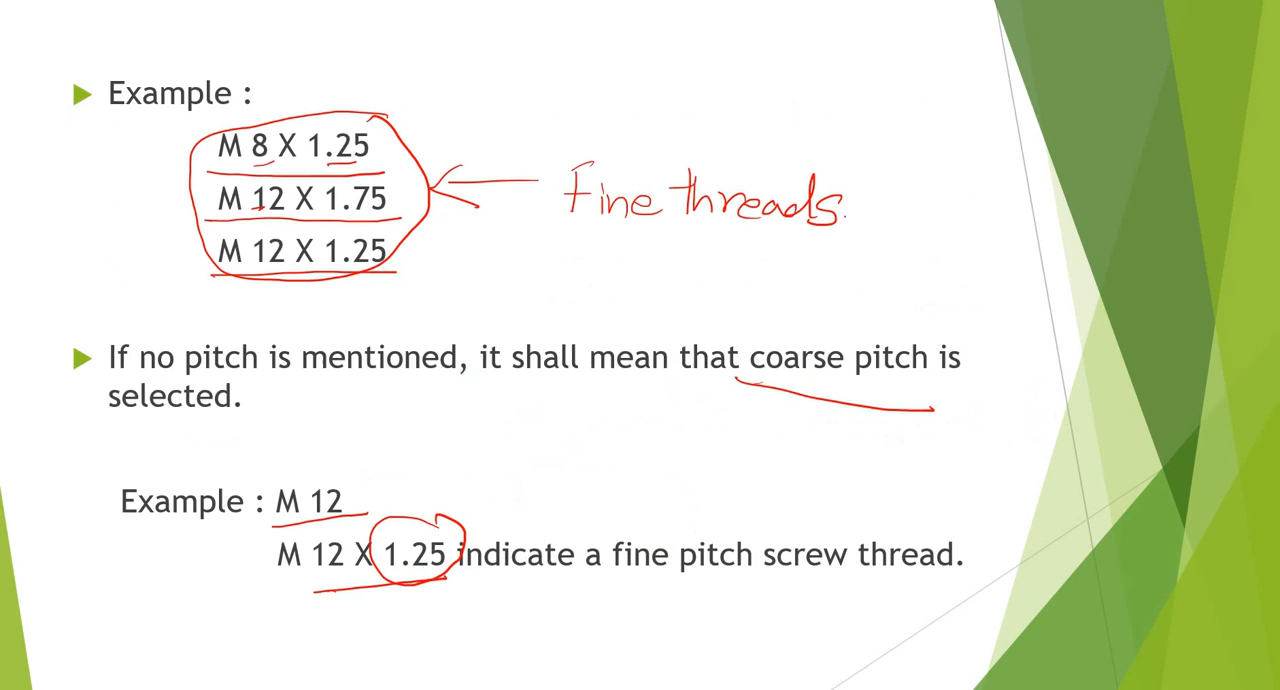 Example :
M 8 X 1.25
M 12 X 1.75
Fine threads.
M 12 X 1.25
If no pitch is mentioned, it shall mean that coarse pitch is
selected.
Example : M 12
M 12 X 1.25 indicate a fine pitch screw thread.